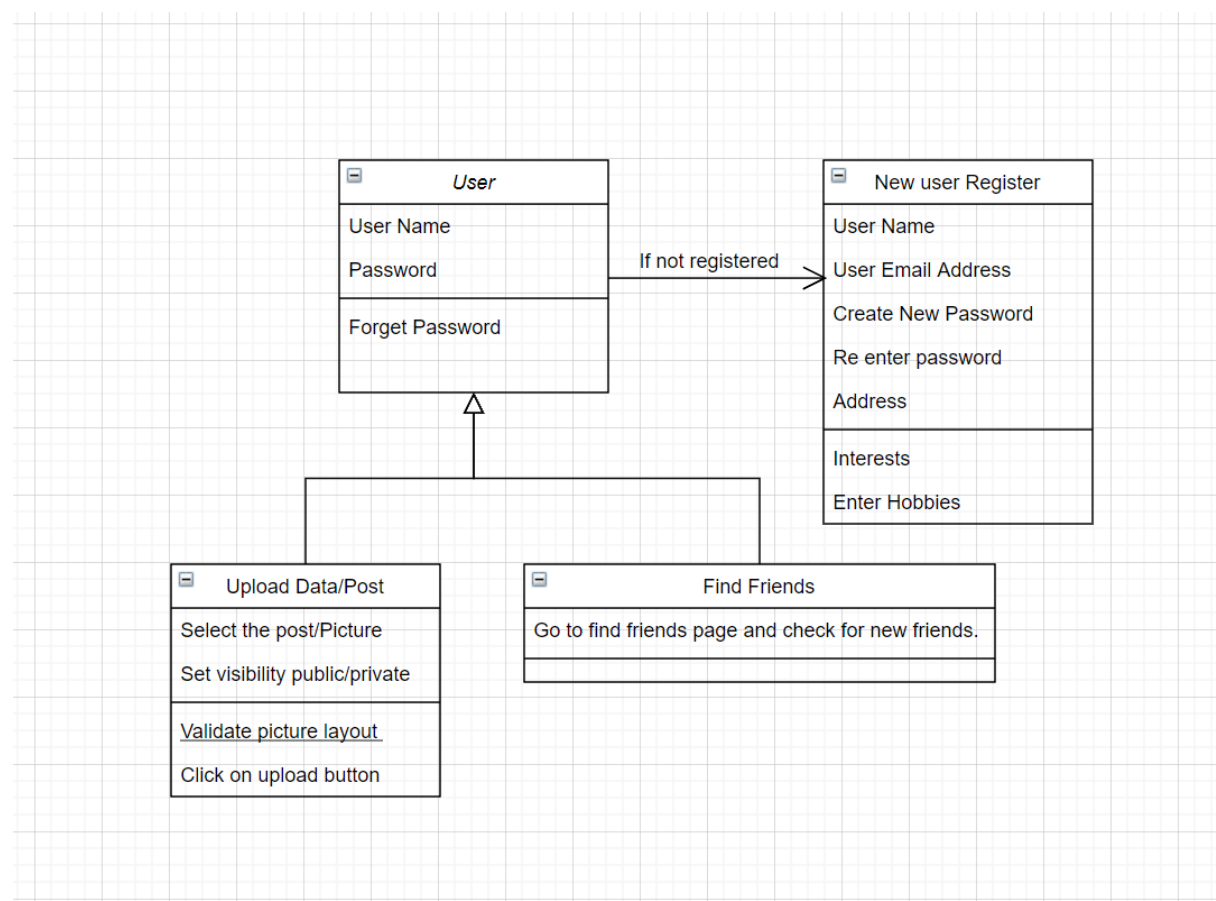 User
User Name
Password
Forget Password
If not registered
New user Register
User Name
User Email Address
Create New Password
Re enter password
Address
Interests
Enter Hobbies
Upload Data/Post
Select the post/Picture
Set visibility public/private
Validate picture layout
Click on upload button
Find Friends
Go to find friends page and check for new friends.